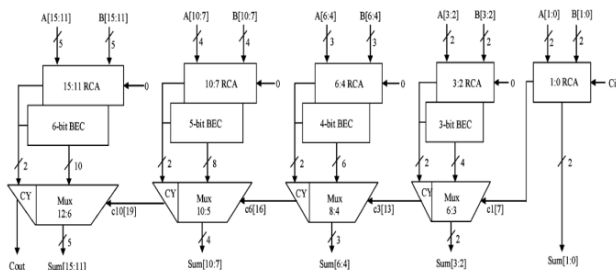 A[15:11] B[15:11] A[10:7] B[10:7] A[6:4] B[6:4] A[3:2] B[3:2] A[1:0] B[1:0]
5 5 4 4 3 3 2 2 2 2
15:11 RCA 0 10:7 RCA 0 6:4 RCA 0 3:2 RCA 0 1:0 RCA Ci
6-bit BEC 5-bit BEC 4-bit BEC 3-bit BEC
2 10 2 8 2 6 2 4 2
CY Mux CY Mux CY Mux CY Mux
12:6 c10[19] 10:5 c6[16] 8:4 c3[13] 6:3 c1[7]
5 4 3 2
Cout Sum[15:11] Sum[10:7] Sum[6:4] Sum[3:2] Sum[1:0]